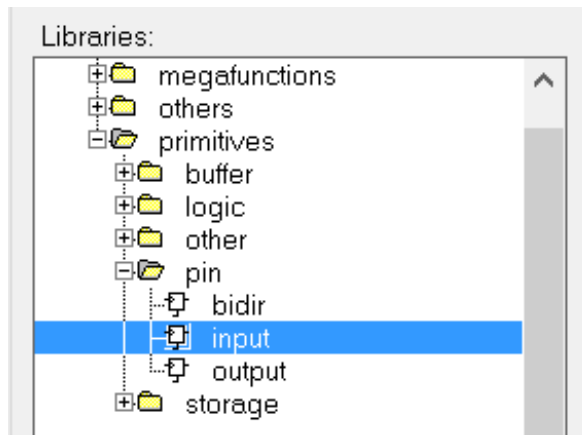 Libraries:
megafunctions
others
primitives
buffer
logic
other
pin
bidir
input
output
storage